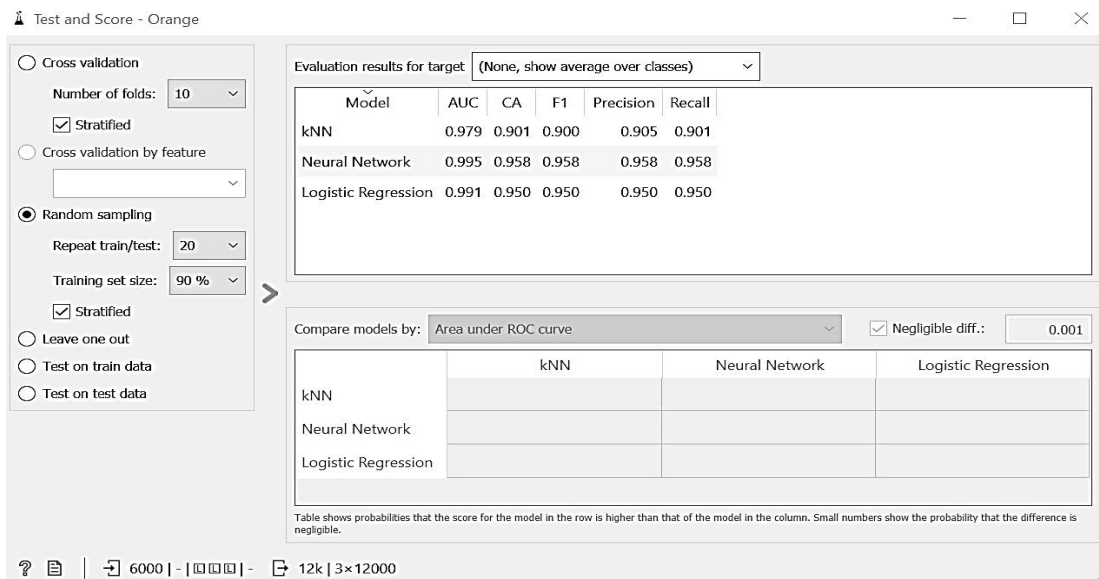 Test and Score - Orange
Cross validation
Number of folds: 10
Stratified
Cross validation by feature
Random sampling
Repeat train/test: 20
Training set size: 90 %
Stratified
Leave one out
Test on train data
Test on test data
Evaluation results for target (None, show average over classes)
Model AUC CA F1 Precision Recall
kNN 0.979 0.901 0.900 0.905 0.901
Neural Network 0.995 0.958 0.958 0.958 0.958
Logistic Regression 0.991 0.950 0.950 0.950 0.950
Compare models by: Area under ROC curve Negligible diff.: 0.001
kNN Neural Network Logistic Regression
kNN
Neural Network
Logistic Regression
Table shows probabilities that the score for the model in the row is higher than that of the model in the column. Small numbers show the probability that the difference is
negligible.
? 6000 | - | - 12k | 3×12000